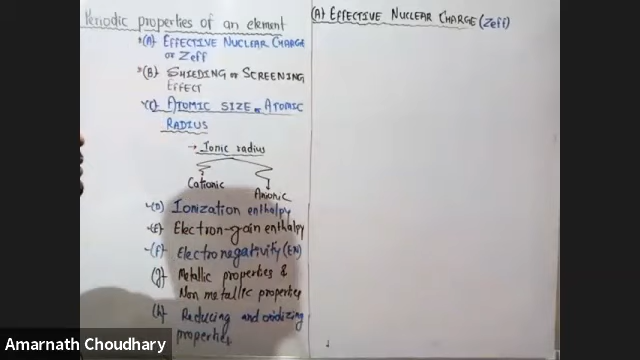 Periodic properties of an element
(A) EFFECTIVE NUCLEAR CHARGE
or Zeff
(B) SHIEDING or SCREENING
EFFECT
(C) ATOMIC SIZE or ATOMIC
RADIUS
→ Ionic radius
Cationic
Anionic
(D) Ionization enthalpy
(E) Electron-gain enthalpy
(F) Electronegativity (EN)
(g) Metallic properties &
Non metallic properties
(h) Reducing and oxidizing
properties
(A) EFFECTIVE NUCLEAR CHARGE (Zeff)
Amarnath Choudhary